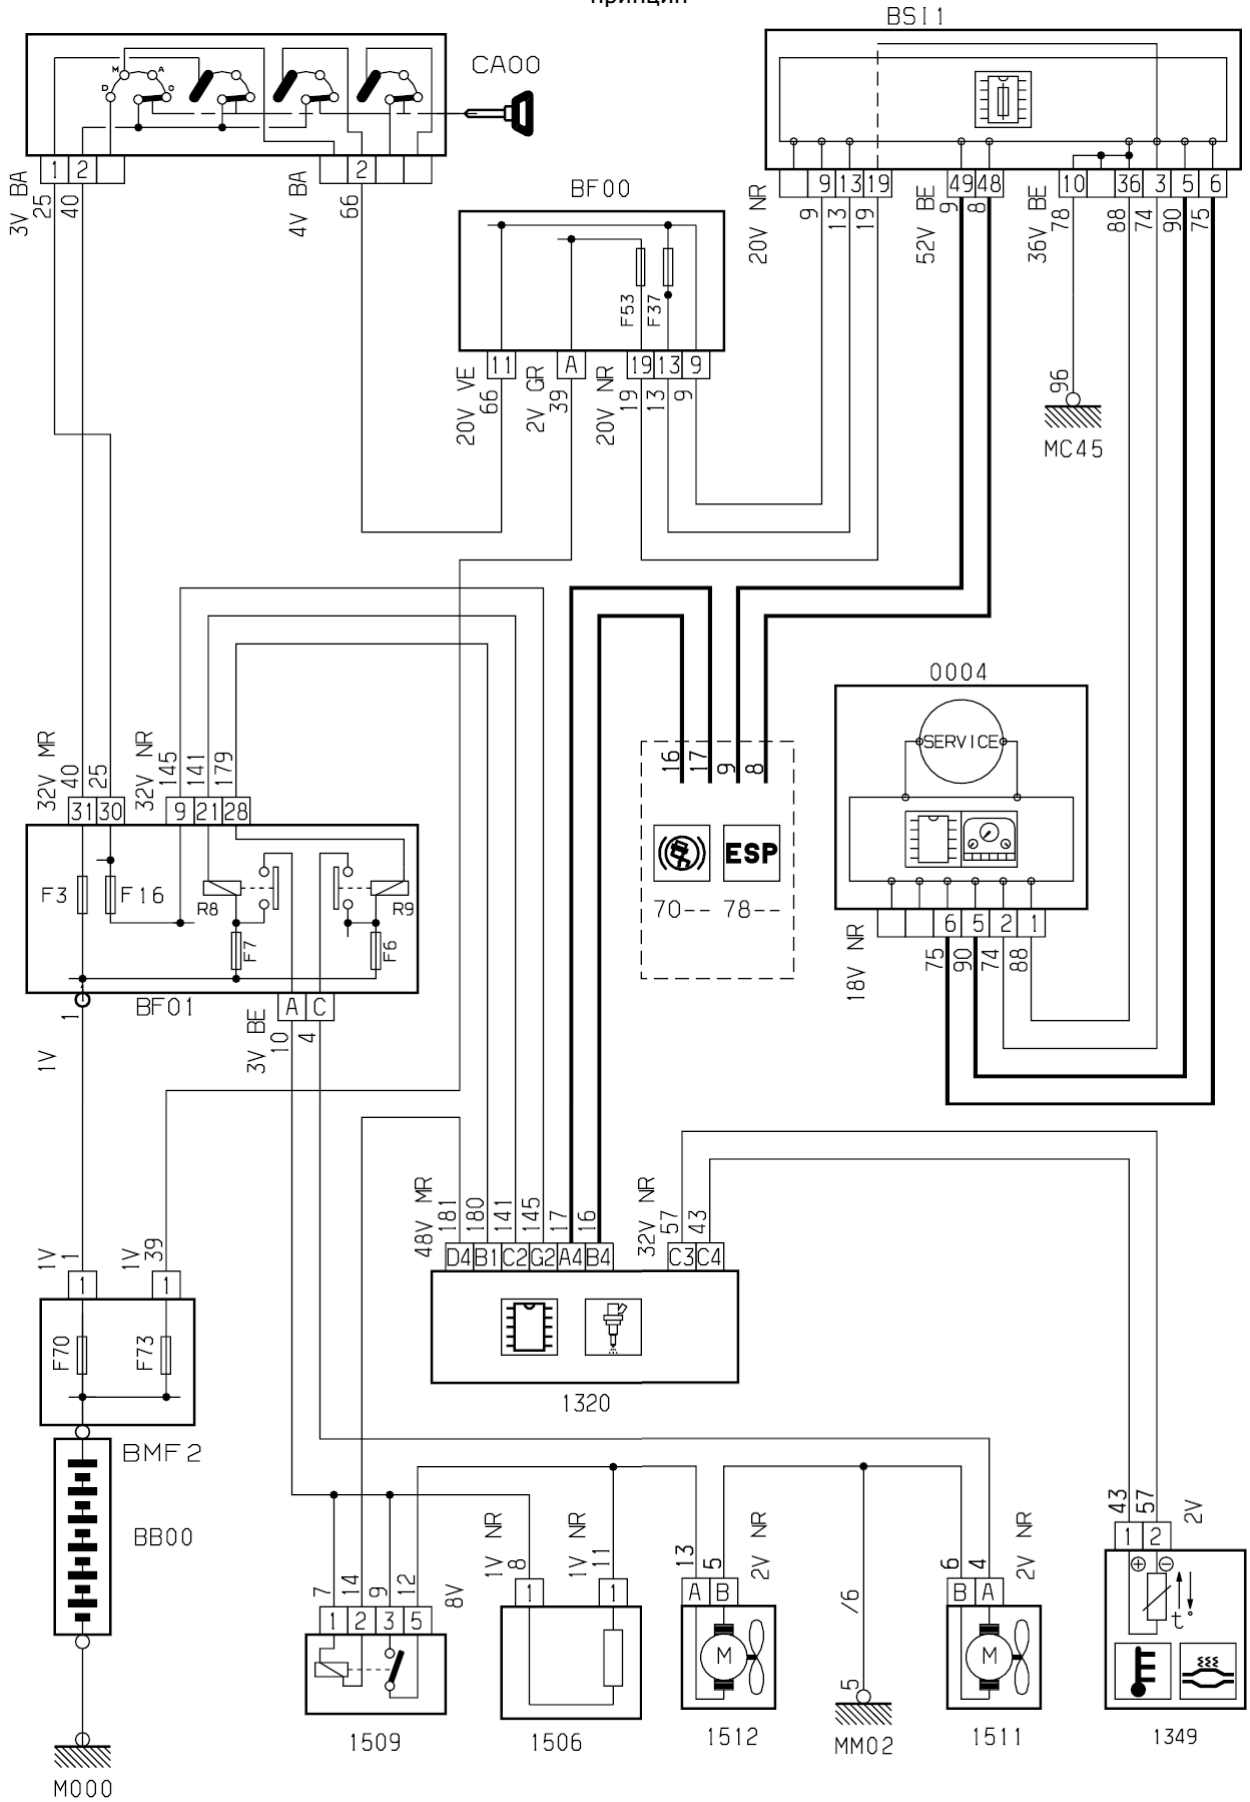 принцип
BSI1
CA00
M A
D C
1 2
2
3V BA
25
40
4V BA
66
BF00
F53
F37
11 A 19 13 9
20V VE
66
2V GR
39
20V NR
19
13
9
9 13 19 49 48 10 36 3 5 6
20V NR
9
13
19
52V BE
9
8
36V BE
78
88
74
90
75
96
MC45
0004
SERVICE
6 5 2 1
18V NR
75
90
74
88
16
17
9
8
ESP
70-- 78--
32V MR
40
25
32V NR
145
141
179
31 30 9 21 28
F3 F16 R8 R9
F7
F6
BF01
A C
1
1V
3V BE
10
4
1V
1
1V
39
1 1
F70
F73
BMF2
BB00
M000
48V MR
181
180
141
145
17
16
32V NR
57
43
D4 B1 C2 G2 A4 B4 C3 C4
1320
7
14
9
12
8V
1 2 3 5
1509
1V NR
8
1V NR
11
1 1
1506
13
5
2V NR
A B
M
1512
/6
5
MM02
6
4
2V NR
B A
M
1511
43
57
2V
1 2
+ −
t°
1349